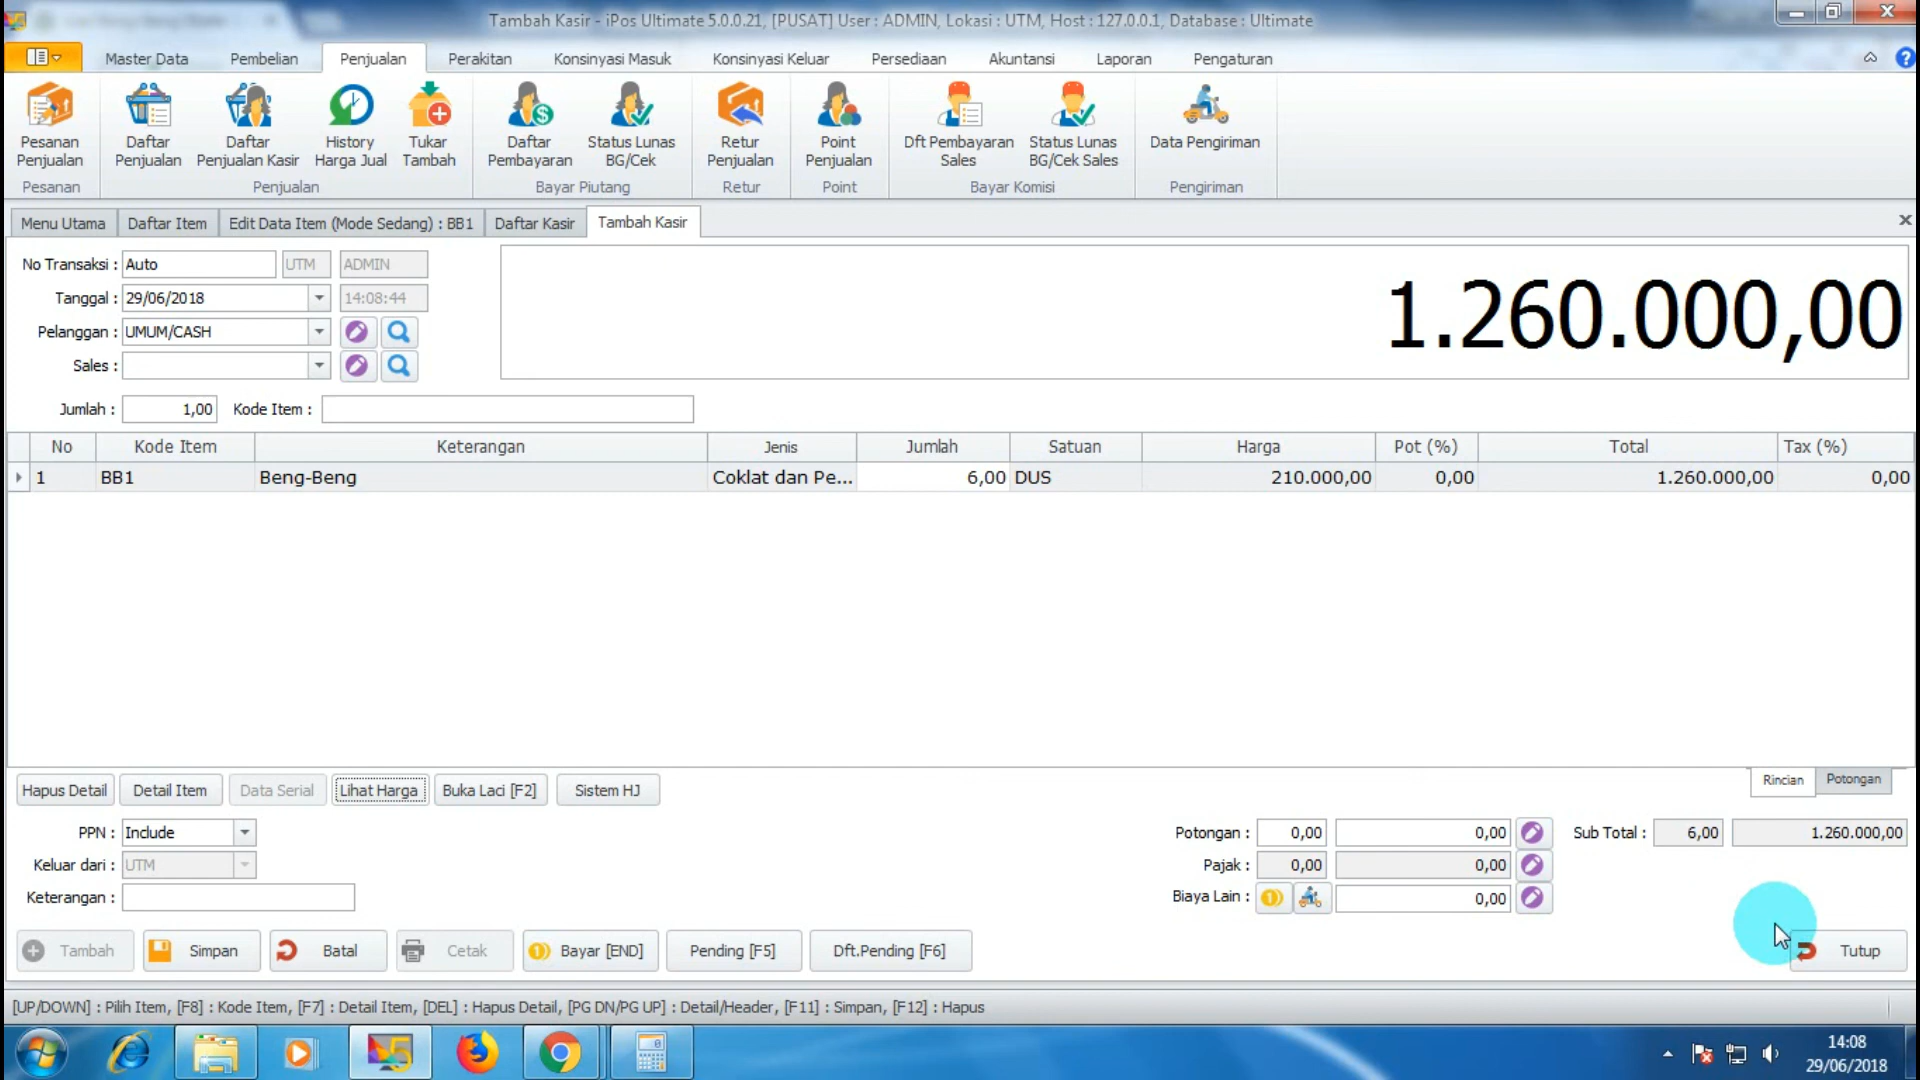 Tambah Kasir - iPos Ultimate 5.0.0.21, [PUSAT] User : ADMIN, Lokasi : UTM, Host : 127.0.0.1, Database : Ultimate
Master Data Pembelian Penjualan Perakitan Konsinyasi Masuk Konsinyasi Keluar Persediaan Akuntansi Laporan Pengaturan
Pesanan Daftar Daftar History Tukar Daftar Status Lunas Retur Point Dft Pembayaran Status Lunas Data Pengiriman
Penjualan Penjualan Penjualan Kasir Harga Jual Tambah Pembayaran BG/Cek Penjualan Penjualan Sales BG/Cek Sales
Pesanan Penjualan Bayar Piutang Retur Point Bayar Komisi Pengiriman
Menu Utama Daftar Item Edit Data Item (Mode Sedang) : BB1 Daftar Kasir Tambah Kasir
No Transaksi : Auto UTM ADMIN
Tanggal : 29/06/2018 14:08:44
1.260.000,00
Pelanggan : UMUM/CASH
Sales :
Jumlah : 1,00 Kode Item :
No Kode Item Keterangan Jenis Jumlah Satuan Harga Pot (%) Total Tax (%)
1 BB1 Beng-Beng Coklat dan Pe... 6,00 DUS 210.000,00 0,00 1.260.000,00 0,00
Hapus Detail Detail Item Data Serial Lihat Harga Buka Laci [F2] Sistem HJ Rincian Potongan
PPN : Include Potongan : 0,00 0,00 Sub Total : 6,00 1.260.000,00
Keluar dari : UTM Pajak : 0,00 0,00
Keterangan : Biaya Lain : 0,00
Tambah Simpan Batal Cetak Bayar [END] Pending [F5] Dft.Pending [F6] Tutup
[UP/DOWN] : Pilih Item, [F8] : Kode Item, [F7] : Detail Item, [DEL] : Hapus Detail, [PG DN/PG UP] : Detail/Header, [F11] : Simpan, [F12] : Hapus
14:08
29/06/2018